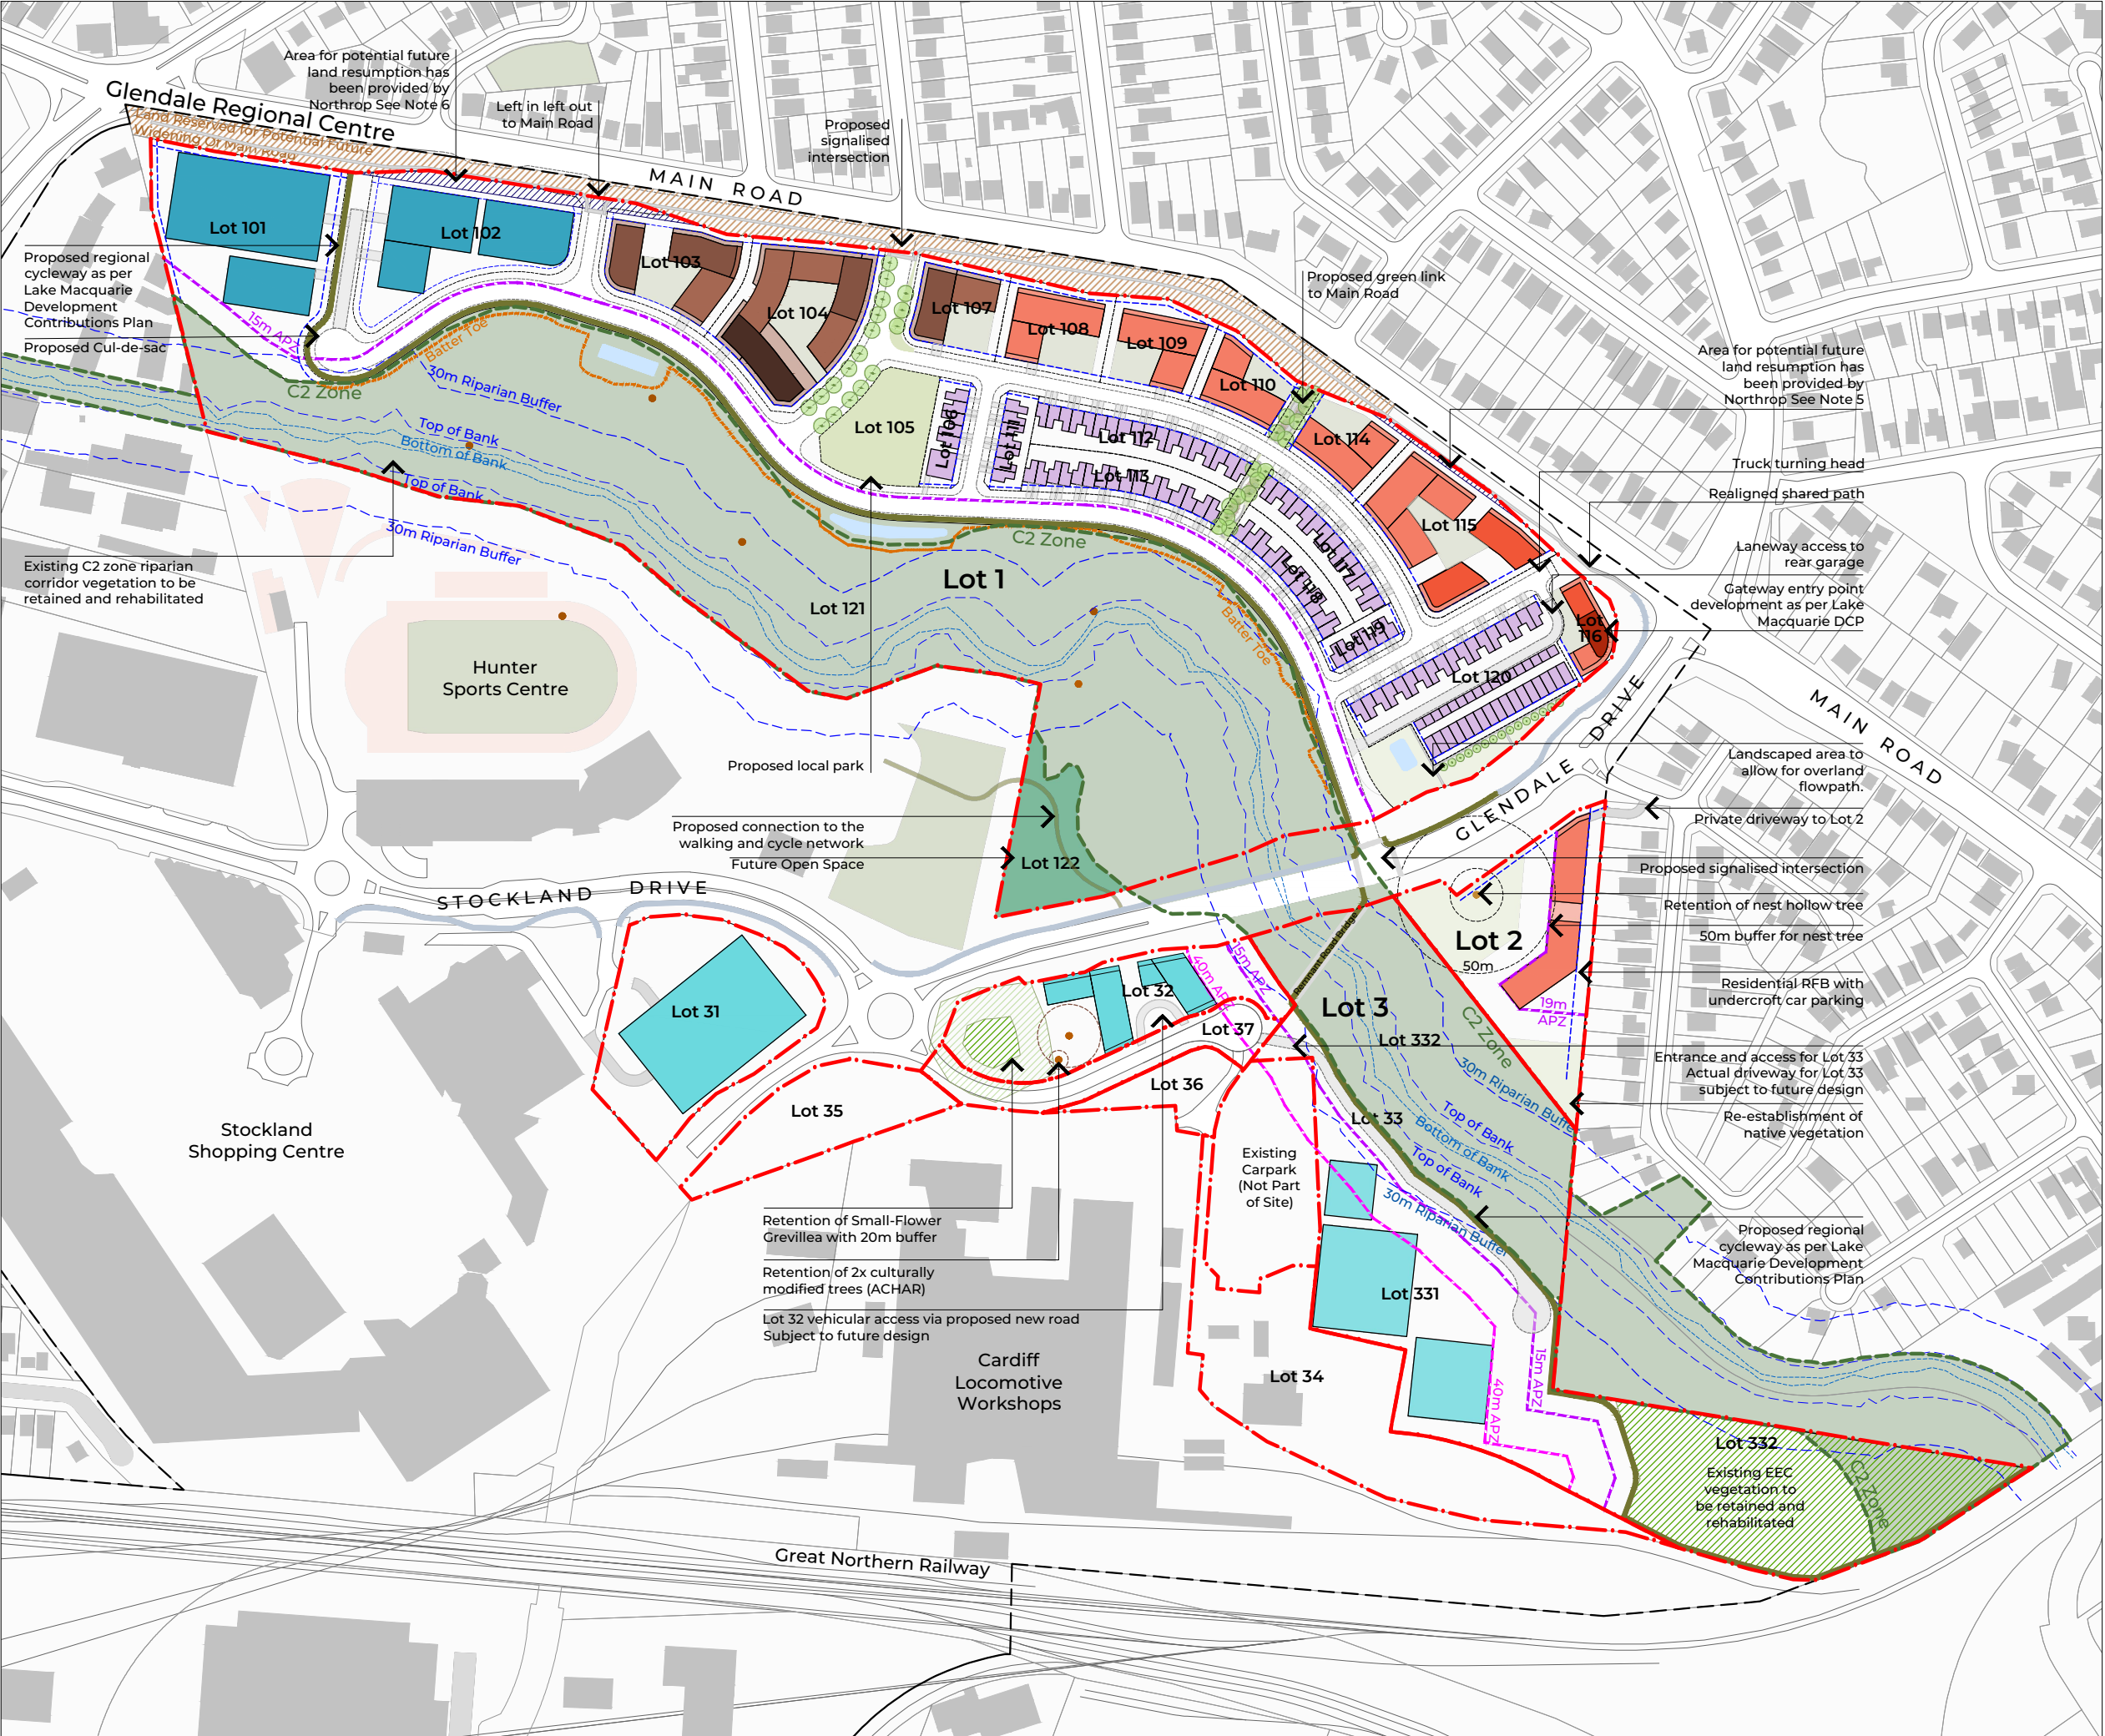 Area for potential future
land resumption has
been provided by
Northrop See Note 6
Left in left out
to Main Road
Proposed
signalised
intersection
Glendale Regional Centre
Land Reserved for Potential Future
Widening Of Main Road
MAIN ROAD
Lot 101
Lot 102
Lot 103
Lot 104
Lot 107
Lot 108
Lot 109
Lot 110
Proposed green link
to Main Road
Proposed regional
cycleway as per
Lake Macquarie
Development
Contributions Plan
Proposed Cul-de-sac
15m APZ
Batter Toe
C2 Zone
30m Riparian Buffer
Top of Bank
Bottom of Bank
Top of Bank
30m Riparian Buffer
Lot 105
Lot 106
Lot 111
Lot 112
Lot 113
Lot 114
Lot 115
Lot
116
Lot 117
Lot 118
Lot 119
Lot 120
Area for potential future
land resumption has
been provided by
Northrop See Note 5
Truck turning head
Realigned shared path
Laneway access to
rear garage
Gateway entry point
development as per Lake
Macquarie DCP
Existing C2 zone riparian
corridor vegetation to be
retained and rehabilitated
C2 Zone
Lot 1
Lot 121
Batter Toe
Hunter
Sports Centre
Proposed local park
Proposed connection to the
walking and cycle network
Future Open Space
Lot 122
MAIN ROAD
GLENDALE DRIVE
Landscaped area to
allow for overland
flowpath.
Private driveway to Lot 2
Proposed signalised intersection
Retention of nest hollow tree
50m buffer for nest tree
Residential RFB with
undercroft car parking
Entrance and access for Lot 33
Actual driveway for Lot 33
subject to future design
Re-establishment of
native vegetation
STOCKLAND DRIVE
Lot 2
50m
19m
APZ
Remnant Road Bridge
15m APZ
40m APZ
Lot 31
Lot 32
Lot 37
Lot 3
Lot 332
C2 Zone
Lot 36
Lot 35
Lot 33
30m Riparian Buffer
Top of Bank
Bottom of Bank
Top of Bank
30m Riparian Buffer
Stockland
Shopping Centre
Existing
Carpark
(Not Part
of Site)
Retention of Small-Flower
Grevillea with 20m buffer
Retention of 2x culturally
modified trees (ACHAR)
Lot 32 vehicular access via proposed new road
Subject to future design
Proposed regional
cycleway as per Lake
Macquarie Development
Contributions Plan
Lot 331
Lot 34
Cardiff
Locomotive
Workshops
15m APZ
40m APZ
Lot 332
Existing EEC
vegetation to
be retained and
rehabilitated
C2 Zone
Great Northern Railway